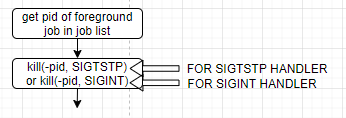 get pid of foreground
job in job list
kill(-pid, SIGTSTP)
or kill(-pid, SIGINT)
FOR SIGTSTP HANDLER
FOR SIGINT HANDLER